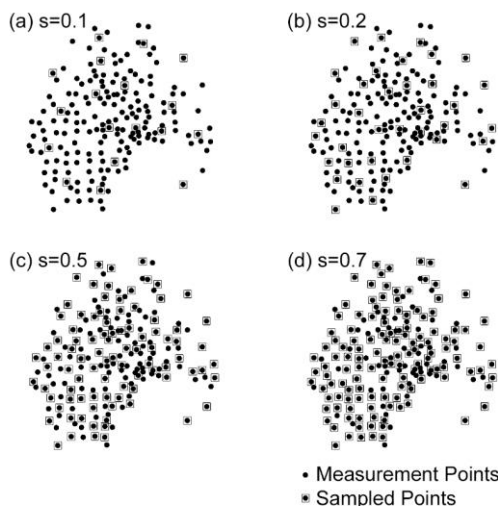 (a) s=0.1
(b) s=0.2
(c) s=0.5
(d) s=0.7
Measurement Points
Sampled Points